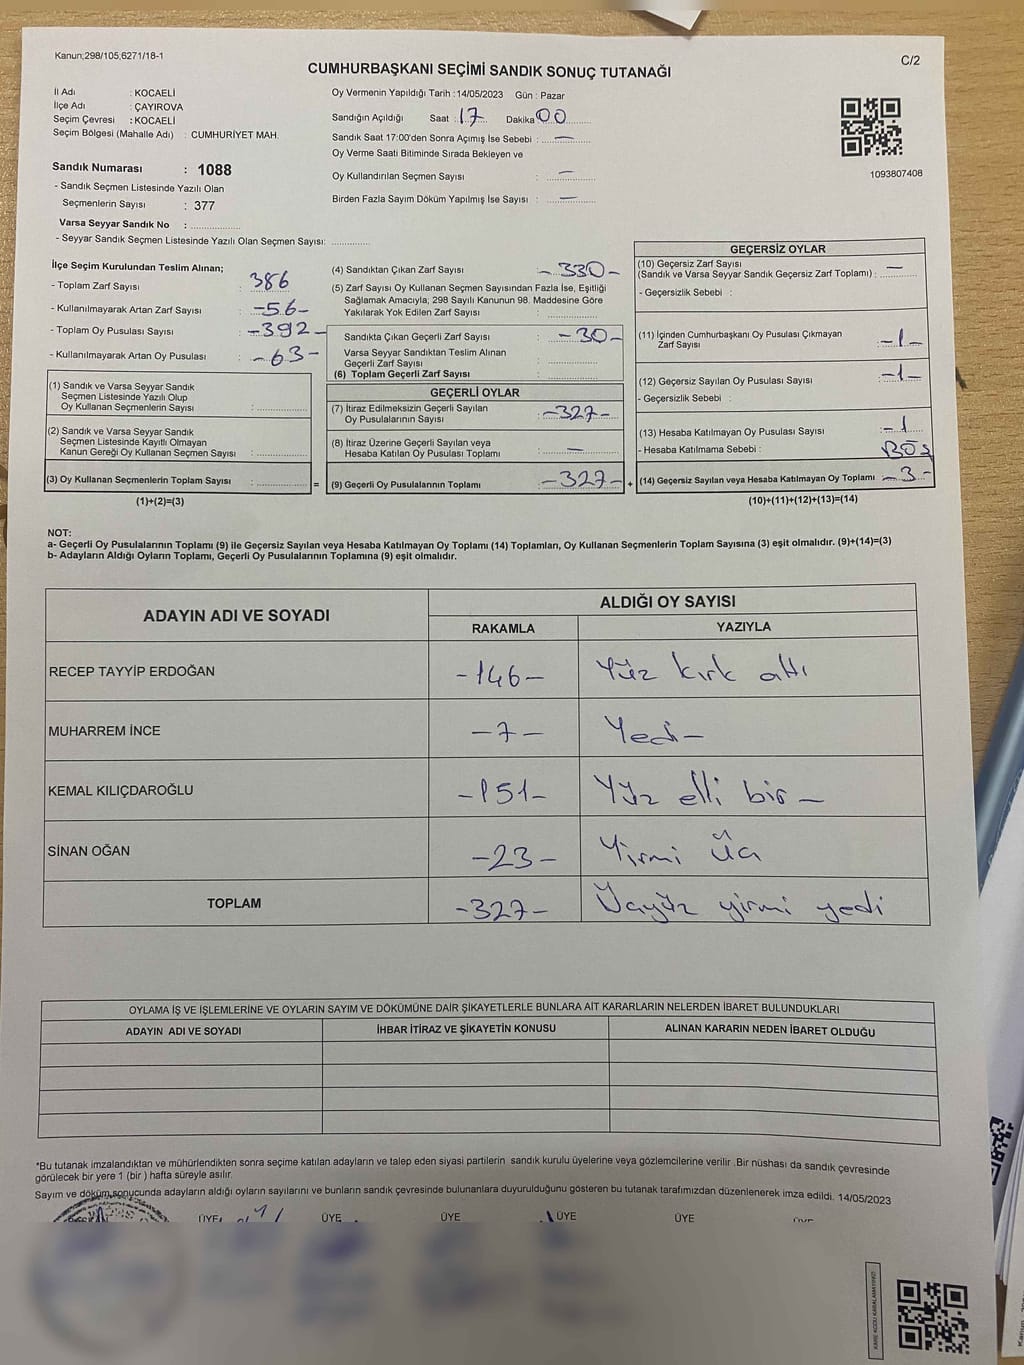 Kanun;298/105,6271/18-1
C/2
CUMHURBAŞKANI SEÇİMİ SANDIK SONUÇ TUTANAĞI
İl Adı : KOCAELİ
İlçe Adı : ÇAYIROVA
Seçim Çevresi : KOCAELİ
Seçim Bölgesi (Mahalle Adı) : CUMHURİYET MAH.
Sandık Numarası : 1088
- Sandık Seçmen Listesinde Yazılı Olan
Seçmenlerin Sayısı : 377
Varsa Seyyar Sandık No :
- Seyyar Sandık Seçmen Listesinde Yazılı Olan Seçmen Sayısı:
Oy Vermenin Yapıldığı Tarih :14/05/2023 Gün : Pazar
Sandığın Açıldığı Saat : 17 Dakika 00
Sandık Saat 17:00'den Sonra Açımış İse Sebebi : —
Oy Verme Saati Bitiminde Sırada Bekleyen ve
Oy Kullandırılan Seçmen Sayısı : —
Birden Fazla Sayım Döküm Yapılmış İse Sayısı : —
1093807408
İlçe Seçim Kurulundan Teslim Alınan;
- Toplam Zarf Sayısı : 386
- Kullanılmayarak Artan Zarf Sayısı : -56-
- Toplam Oy Pusulası Sayısı : -392-
- Kullanılmayarak Artan Oy Pusulası : -63-
(1) Sandık ve Varsa Seyyar Sandık
Seçmen Listesinde Yazılı Olup
Oy Kullanan Seçmenlerin Sayısı :
(2) Sandık ve Varsa Seyyar Sandık
Seçmen Listesinde Kayıtlı Olmayan
Kanun Gereği Oy Kullanan Seçmen Sayısı :
(3) Oy Kullanan Seçmenlerin Toplam Sayısı : =
(1)+(2)=(3)
(4) Sandıktan Çıkan Zarf Sayısı : -330-
(5) Zarf Sayısı Oy Kullanan Seçmen Sayısından Fazla İse, Eşitliği
Sağlamak Amacıyla; 298 Sayılı Kanunun 98. Maddesine Göre
Yakılarak Yok Edilen Zarf Sayısı :
Sandıkta Çıkan Geçerli Zarf Sayısı : -30-
Varsa Seyyar Sandıktan Teslim Alınan
Geçerli Zarf Sayısı :
(6) Toplam Geçerli Zarf Sayısı :
GEÇERLİ OYLAR
(7) İtiraz Edilmeksizin Geçerli Sayılan
Oy Pusulalarının Sayısı : -327-
(8) İtiraz Üzerine Geçerli Sayılan veya
Hesaba Katılan Oy Pusulası Toplamı : —
(9) Geçerli Oy Pusulalarının Toplamı : -327- +
GEÇERSİZ OYLAR
(10) Geçersiz Zarf Sayısı
(Sandık ve Varsa Seyyar Sandık Geçersiz Zarf Toplamı) : —
- Geçersizlik Sebebi :
(11) İçinden Cumhurbaşkanı Oy Pusulası Çıkmayan
Zarf Sayısı : -1-
(12) Geçersiz Sayılan Oy Pusulası Sayısı : -1-
- Geçersizlik Sebebi :
(13) Hesaba Katılmayan Oy Pusulası Sayısı : -1
- Hesaba Katılmama Sebebi : BOŞ
(14) Geçersiz Sayılan veya Hesaba Katılmayan Oy Toplamı : -3-
(10)+(11)+(12)+(13)=(14)
NOT:
a- Geçerli Oy Pusulalarının Toplamı (9) ile Geçersiz Sayılan veya Hesaba Katılmayan Oy Toplamı (14) Toplamları, Oy Kullanan Seçmenlerin Toplam Sayısına (3) eşit olmalıdır. (9)+(14)=(3)
b- Adayların Aldığı Oyların Toplamı, Geçerli Oy Pusulalarının Toplamına (9) eşit olmalıdır.
ADAYIN ADI VE SOYADI
ALDIĞI OY SAYISI
RAKAMLA YAZIYLA
RECEP TAYYİP ERDOĞAN -146- Yüz kırk altı
MUHARREM İNCE -7- Yedi-
KEMAL KILIÇDAROĞLU -151- Yüz elli bir -
SİNAN OĞAN -23- Yirmi üç
TOPLAM -327- Üçyüz yirmi yedi
OYLAMA İŞ VE İŞLEMLERİNE VE OYLARIN SAYIM VE DÖKÜMÜNE DAİR ŞİKAYETLERLE BUNLARA AİT KARARLARIN NELERDEN İBARET BULUNDUKLARI
ADAYIN ADI VE SOYADI İHBAR İTİRAZ VE ŞİKAYETİN KONUSU ALINAN KARARIN NEDEN İBARET OLDUĞU
*Bu tutanak imzalandıktan ve mühürlendikten sonra seçime katılan adayların ve talep eden siyasi partilerin sandık kurulu üyelerine veya gözlemcilerine verilir .Bir nüshası da sandık çevresinde
görülecek bir yere 1 (bir ) hafta süreyle asılır.
Sayım ve döküm sonucunda adayların aldığı oyların sayılarını ve bunların sandık çevresinde bulunanlara duyurulduğunu gösteren bu tutanak tarafımızdan düzenlenerek imza edildi. 14/05/2023
ÜYE ÜYE ÜYE ÜYE ÜYE